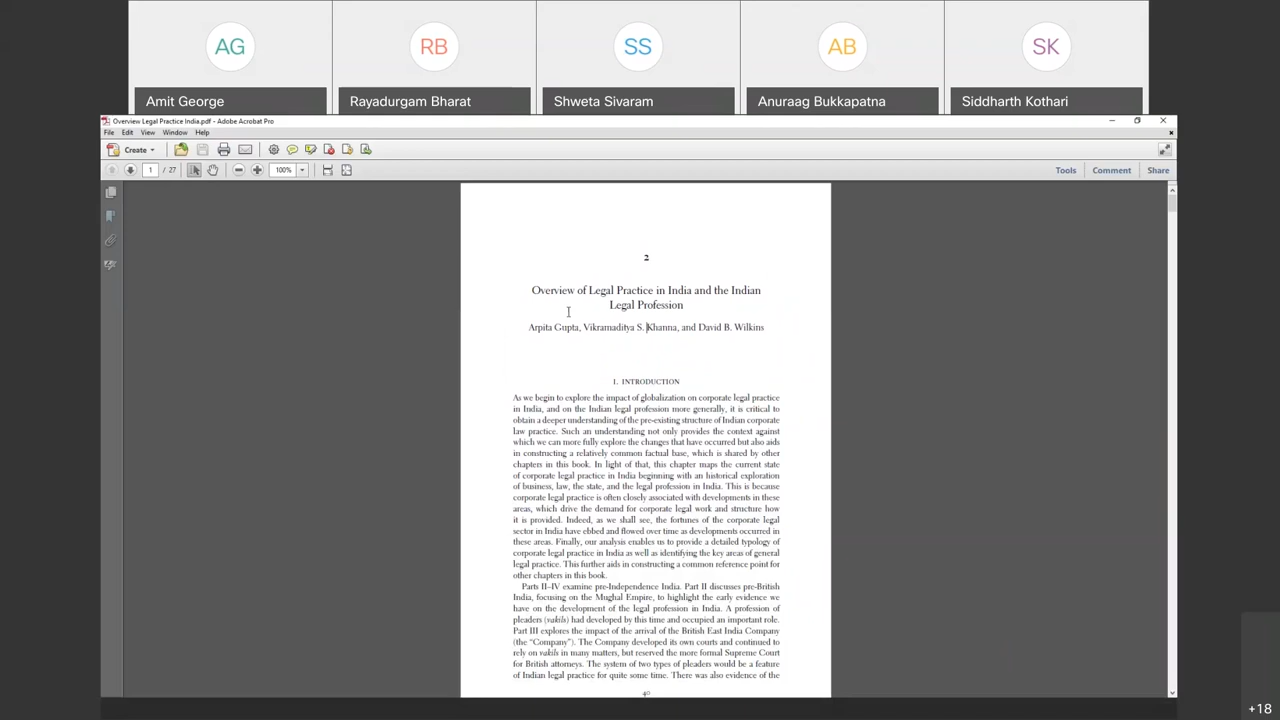 AG
RB
SS
AB
SK
Amit George
Rayadurgam Bharat
Shweta Sivaram
Anuraag Bukkapatna
Siddharth Kothari
Overview Legal Practice India.pdf - Adobe Acrobat Pro
File Edit View Window Help
Create
1 / 27
100%
Tools Comment Share
2
Overview of Legal Practice in India and the Indian
Legal Profession
Arpita Gupta, Vikramaditya S. Khanna, and David B. Wilkins
I. INTRODUCTION
As we begin to explore the impact of globalization on corporate legal practice
in India, and on the Indian legal profession more generally, it is critical to
obtain a deeper understanding of the pre-existing structure of Indian corporate
law practice. Such an understanding not only provides the context against
which we can more fully explore the changes that have occurred but also aids
in constructing a relatively common factual base, which is shared by other
chapters in this book. In light of that, this chapter maps the current state
of corporate legal practice in India beginning with an historical exploration
of business, law, the state, and the legal profession in India. This is because
corporate legal practice is often closely associated with developments in these
areas, which drive the demand for corporate legal work and structure how
it is provided. Indeed, as we shall see, the fortunes of the corporate legal
sector in India have ebbed and flowed over time as developments occurred in
these areas. Finally, our analysis enables us to provide a detailed typology of
corporate legal practice in India as well as identifying the key areas of general
legal practice. This further aids in constructing a common reference point for
other chapters in this book.
Parts II–IV examine pre-Independence India. Part II discusses pre-British
India, focusing on the Mughal Empire, to highlight the early evidence we
have on the development of the legal profession in India. A profession of
pleaders (vakils) had developed by this time and occupied an important role.
Part III explores the impact of the arrival of the British East India Company
(the “Company”). The Company developed its own courts and continued to
rely on vakils in many matters, but reserved the more formal Supreme Court
for British attorneys. The system of two types of pleaders would be a feature
of Indian legal practice for quite some time. There was also evidence of the
+18